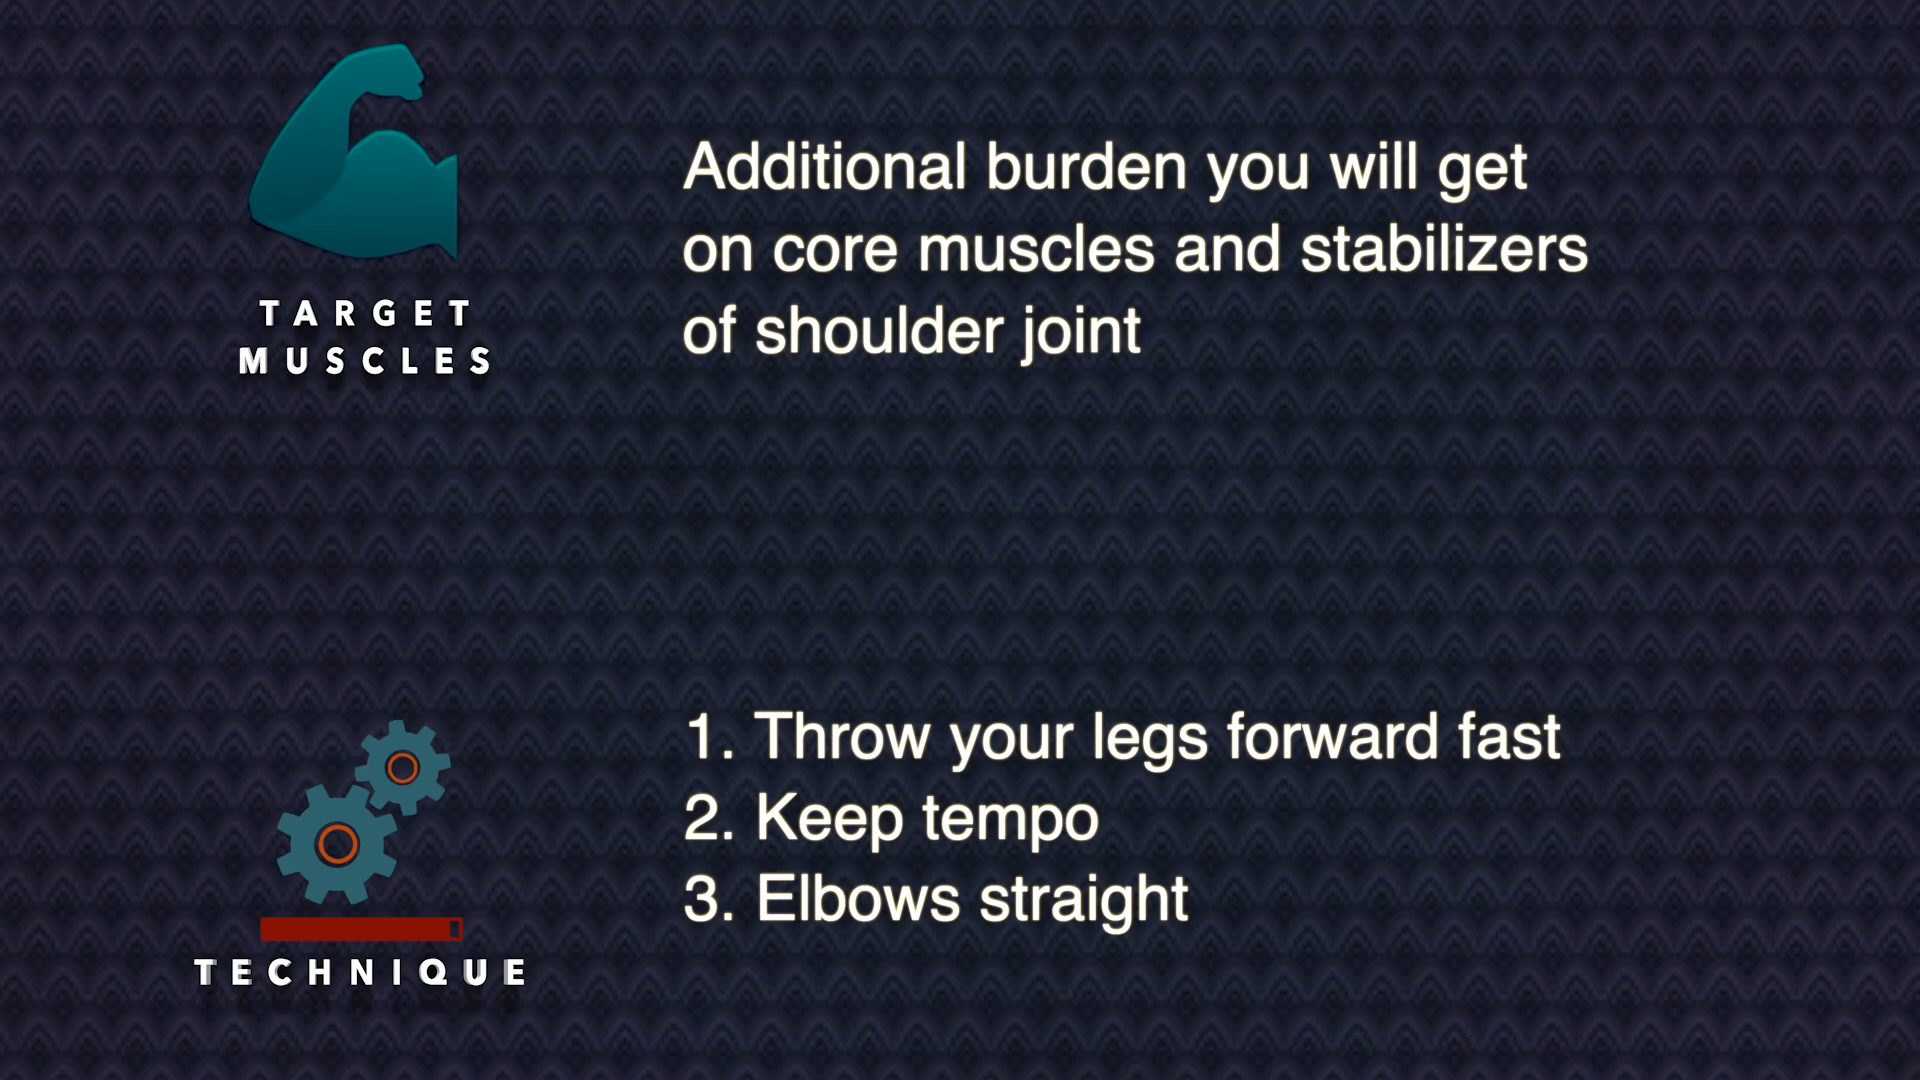 TARGET
MUSCLES
Additional burden you will get
on core muscles and stabilizers
of shoulder joint
TECHNIQUE
1. Throw your legs forward fast
2. Keep tempo
3. Elbows straight